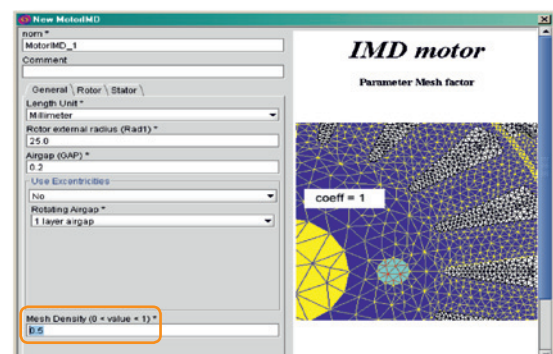 New MotorIMD
nom *
MotorIMD_1
Comment
General \ Rotor \ Stator \
Length Unit *
Millimeter
Rotor external radius (Rad1) *
25.0
Airgap (GAP) *
0.2
Use Excentricities
No
Rotating Airgap *
1 layer airgap
Mesh Density (0 < value < 1) *
0.5
IMD motor
Parameter Mesh factor
coeff = 1